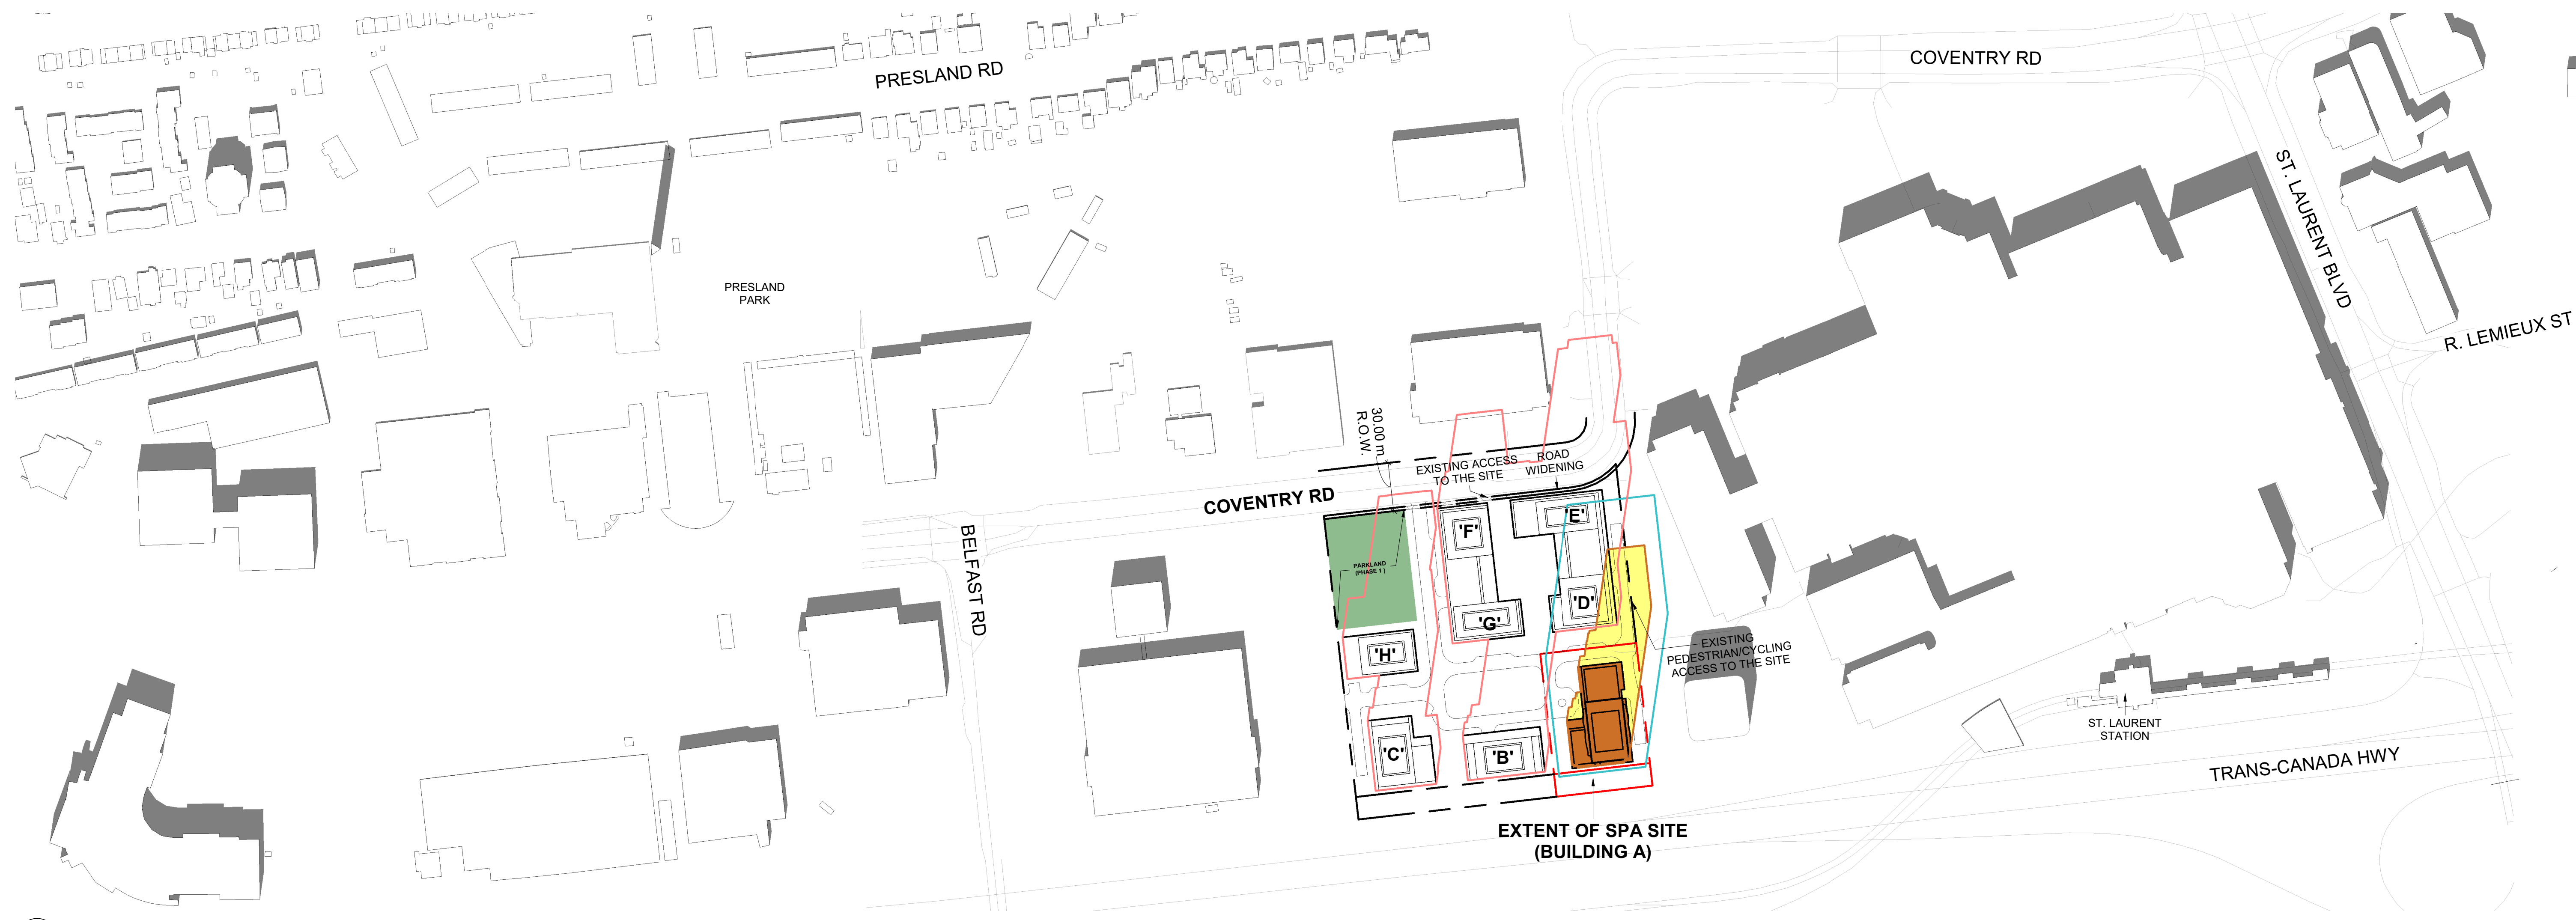 COVENTRY RD
PRESLAND RD
ST. LAURENT BLVD
PRESLAND
PARK
R. LEMIEUX ST
30.00 m
R.O.W.
EXISTING ACCESS
TO THE SITE
ROAD
WIDENING
COVENTRY RD
BELFAST RD
'E'
'F'
PARKLAND
(PHASE 1 )
'D'
'G'
'H'
EXISTING
PEDESTRIAN/CYCLING
ACCESS TO THE SITE
ST. LAURENT
STATION
'C'
'B'
TRANS-CANADA HWY
EXTENT OF SPA SITE
(BUILDING A)